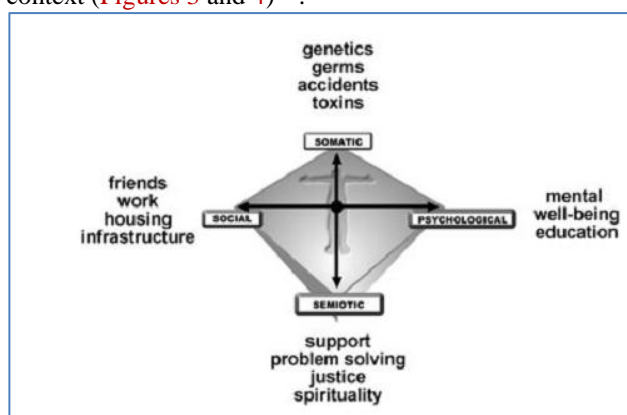 context (Figures 3 and 4)
genetics
germs
accidents
toxins
SOMATIC
friends
work
housing
infrastructure
SOCIAL
PSYCHOLOGICAL
mental
well-being
education
SEMIOTIC
support
problem solving
justice
spirituality